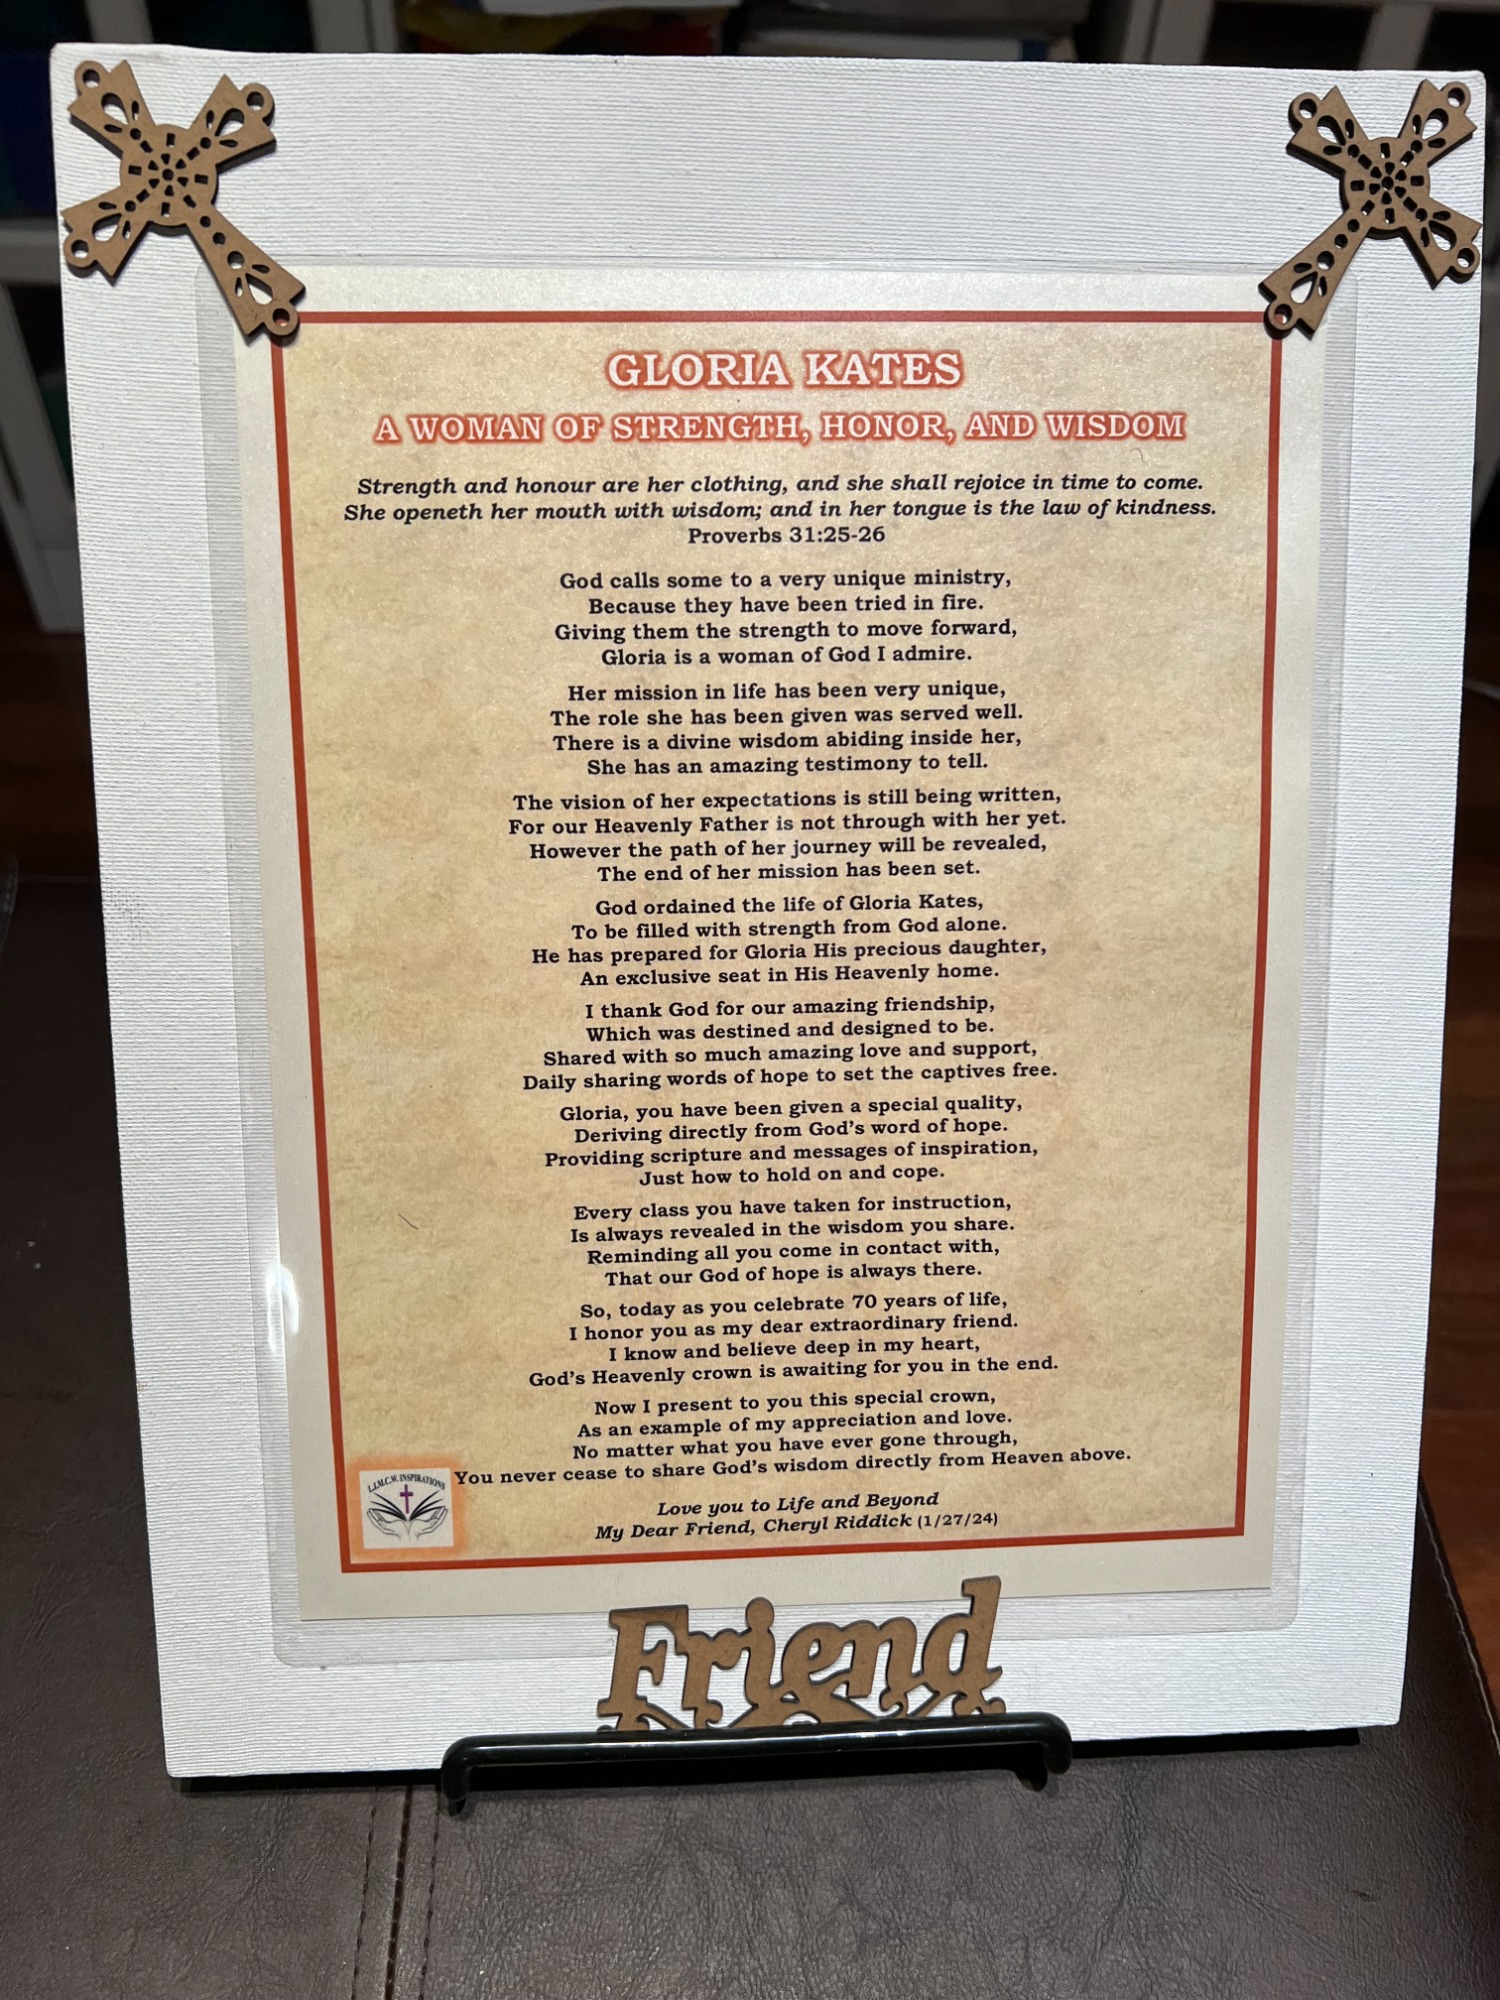 GLORIA KATES
A WOMAN OF STRENGTH, HONOR, AND WISDOM
Strength and honour are her clothing, and she shall rejoice in time to come.
She openeth her mouth with wisdom; and in her tongue is the law of kindness.
Proverbs 31:25-26
God calls some to a very unique ministry,
Because they have been tried in fire.
Giving them the strength to move forward,
Gloria is a woman of God I admire.
Her mission in life has been very unique,
The role she has been given was served well.
There is a divine wisdom abiding inside her,
She has an amazing testimony to tell.
The vision of her expectations is still being written,
For our Heavenly Father is not through with her yet.
However the path of her journey will be revealed,
The end of her mission has been set.
God ordained the life of Gloria Kates,
To be filled with strength from God alone.
He has prepared for Gloria His precious daughter,
An exclusive seat in His Heavenly home.
I thank God for our amazing friendship,
Which was destined and designed to be.
Shared with so much amazing love and support,
Daily sharing words of hope to set the captives free.
Gloria, you have been given a special quality,
Deriving directly from God's word of hope.
Providing scripture and messages of inspiration,
Just how to hold on and cope.
Every class you have taken for instruction,
Is always revealed in the wisdom you share.
Reminding all you come in contact with,
That our God of hope is always there.
So, today as you celebrate 70 years of life,
I honor you as my dear extraordinary friend.
I know and believe deep in my heart,
God's Heavenly crown is awaiting for you in the end.
Now I present to you this special crown,
As an example of my appreciation and love.
No matter what you have ever gone through,
You never cease to share God's wisdom directly from Heaven above.
Love you to Life and Beyond
My Dear Friend, Cheryl Riddick (1/27/24)
L.I.M.C.W. INSPIRATIONS
Friend